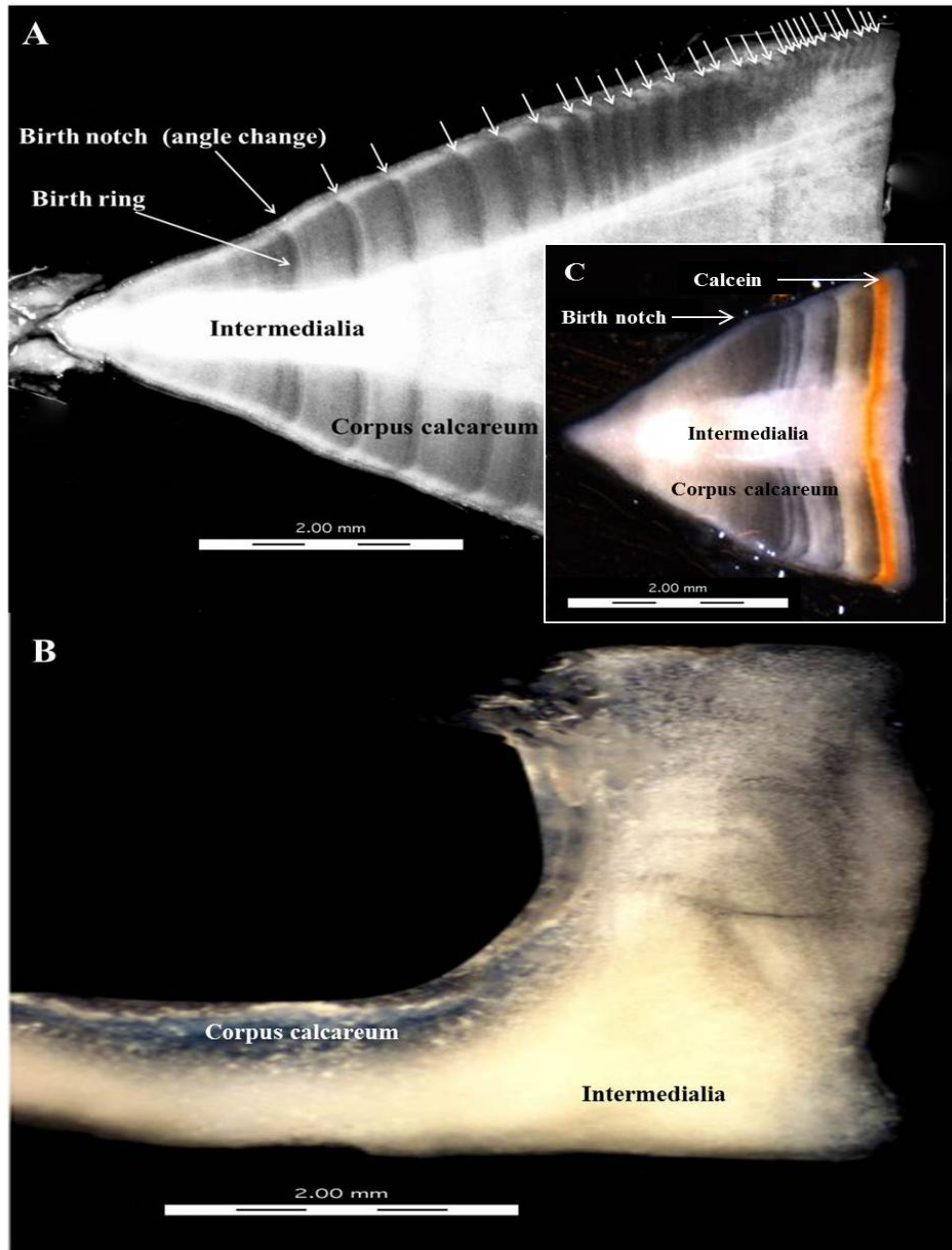 A
Birth notch (angle change)
Birth ring
Intermedialia
Corpus calcareum
2.00 mm
C
Calcein
Birth notch
Intermedialia
Corpus calcareum
2.00 mm
B
Corpus calcareum
Intermedialia
2.00 mm